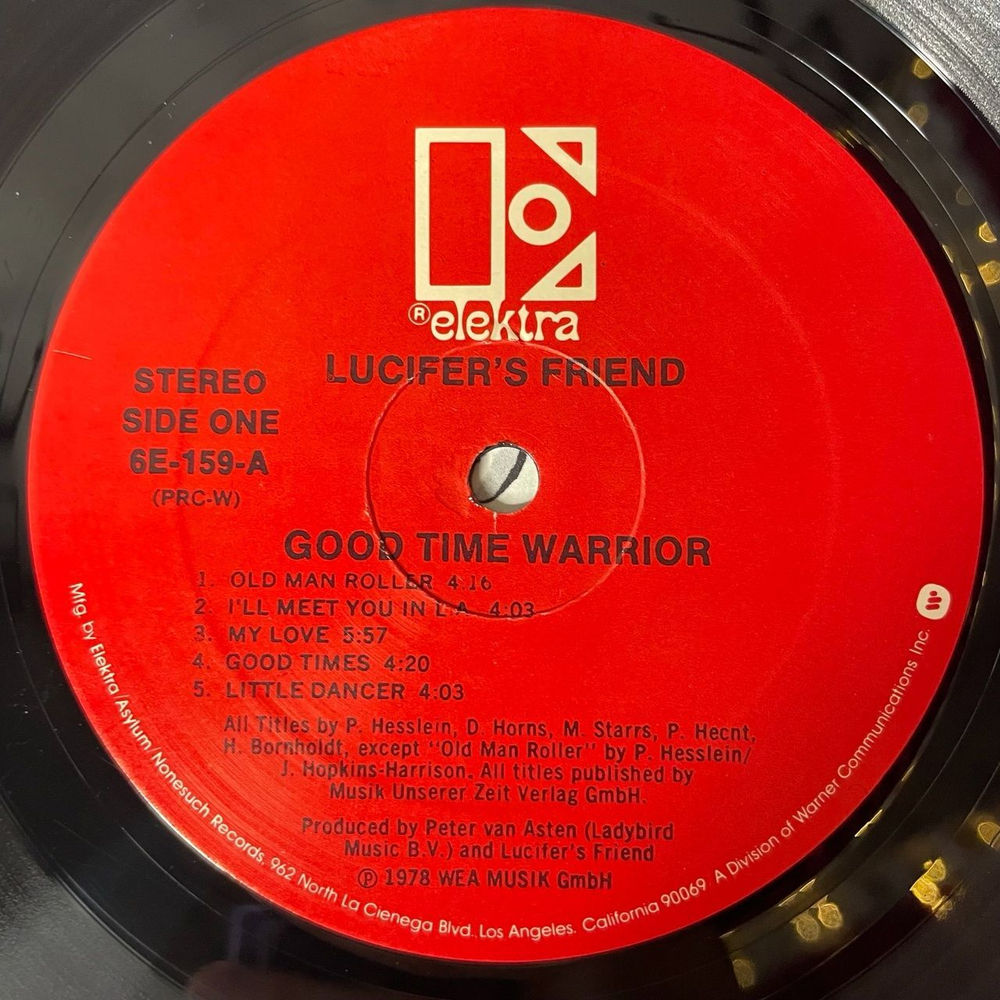 ® elektra
LUCIFER'S FRIEND
STEREO
SIDE ONE
6E-159-A
(PRC-W)
GOOD TIME WARRIOR
1. OLD MAN ROLLER 4:16
2. I'LL MEET YOU IN L.A. 4:03
3. MY LOVE 5:57
4. GOOD TIMES 4:20
5. LITTLE DANCER 4:03
All Titles by P. Hesslein, D. Horns, M. Starrs, P. Hecht,
H. Bornholdt, except "Old Man Roller" by P. Hesslein/
J. Hopkins-Harrison. All titles published by
Musik Unserer Zeit Verlag GmbH.
Produced by Peter van Asten (Ladybird
Music B.V.) and Lucifer's Friend
Ⓟ 1978 WEA MUSIK GmbH
Mfg. by Elektra/Asylum/Nonesuch Records, 962 North La Cienega Blvd., Los Angeles, California 90069 A Division of Warner Communications Inc.